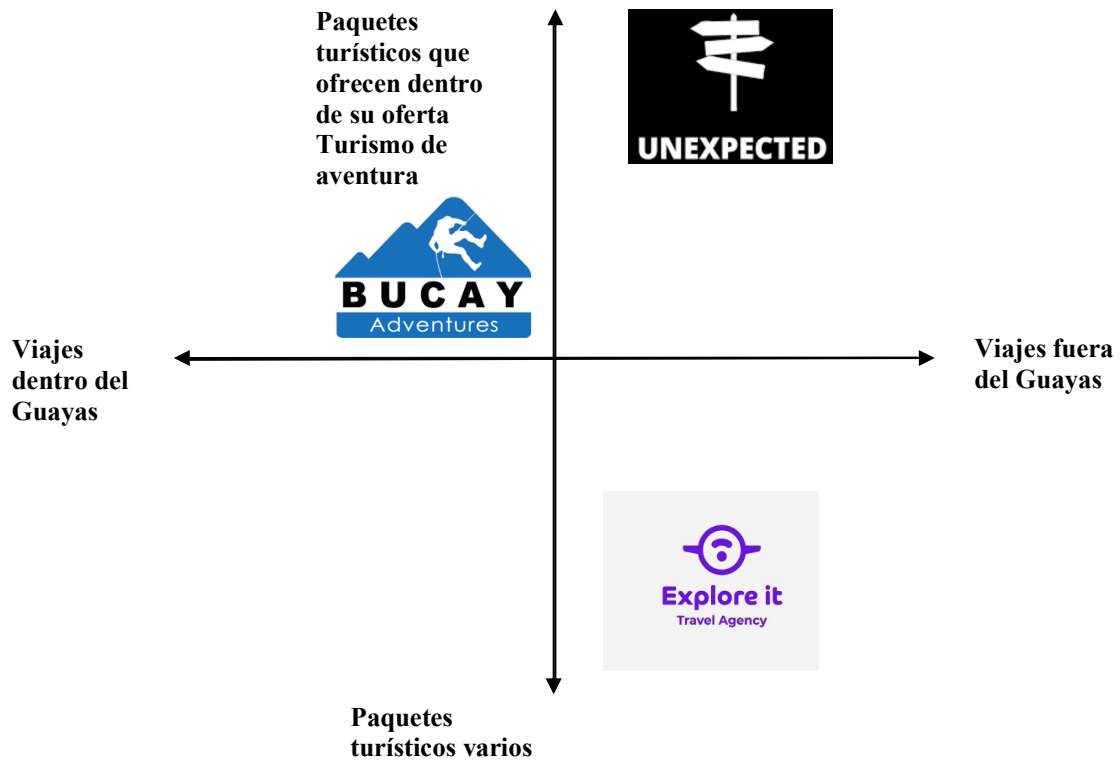 Paquetes
turísticos que
ofrecen dentro
de su oferta
Turismo de
aventura
UNEXPECTED
BUCAY
Adventures
Viajes
dentro del
Guayas
Viajes fuera
del Guayas
Explore it
Travel Agency
Paquetes
turísticos varios